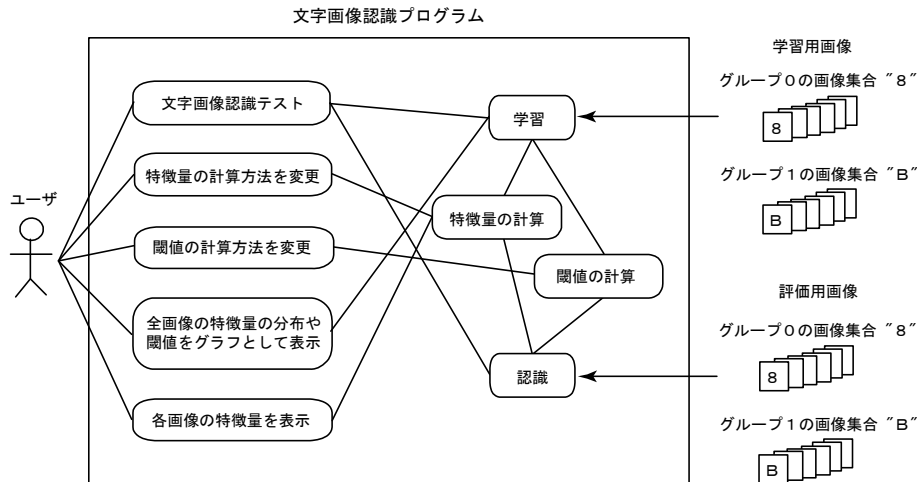 文字画像認識プログラム
学習用画像
グループ０の画像集合 ″８″
8
文字画像認識テスト
学習
特徴量の計算方法を変更
グループ１の画像集合 ″Ｂ″
B
ユーザ
特徴量の計算
閾値の計算方法を変更
閾値の計算
評価用画像
全画像の特徴量の分布や
閾値をグラフとして表示
グループ０の画像集合 ″８″
8
認識
各画像の特徴量を表示
グループ１の画像集合 ″Ｂ″
B